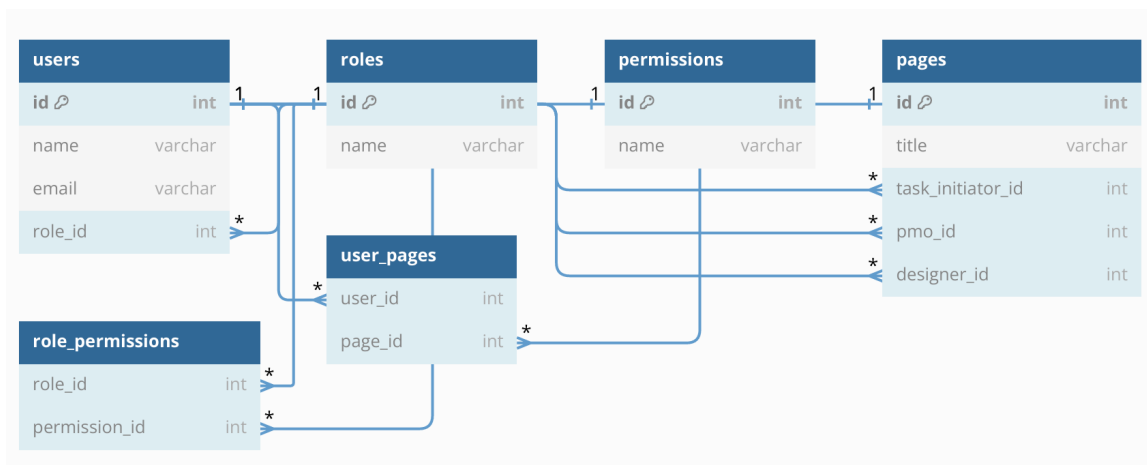 users
id int
name varchar
email varchar
role_id int
roles
id int
name varchar
permissions
id int
name varchar
pages
id int
title varchar
task_initiator_id int
pmo_id int
designer_id int
user_pages
user_id int
page_id int
role_permissions
role_id int
permission_id int
1
1
1
1
*
*
*
*
*
*
*
*